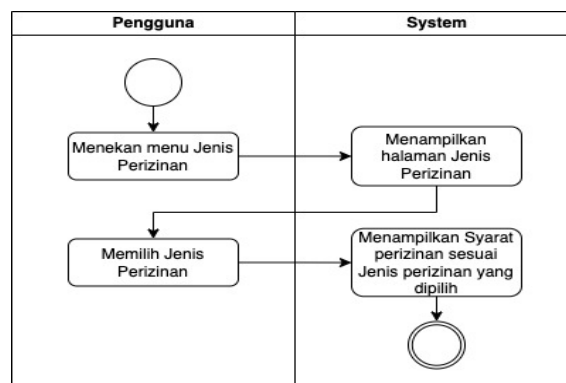 Pengguna
System
Menekan menu Jenis
Perizinan
Menampilkan
halaman Jenis
Perizinan
Memilih Jenis
Perizinan
Menampilkan Syarat
perizinan sesuai
Jenis perizinan yang
dipilih